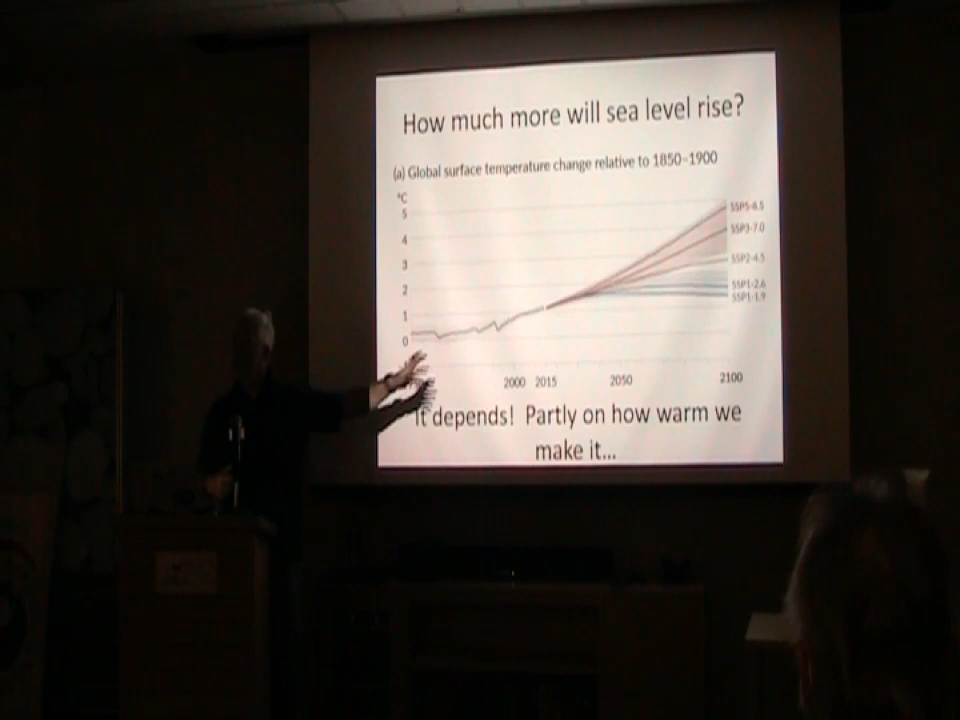 How much more will sea level rise?
(a) Global surface temperature change relative to 1850–1900
°C
5
4
3
2
1
0
SSP5-8.5
SSP3-7.0
SSP2-4.5
SSP1-2.6
SSP1-1.9
2000 2015 2050 2100
It depends! Partly on how warm we
make it...